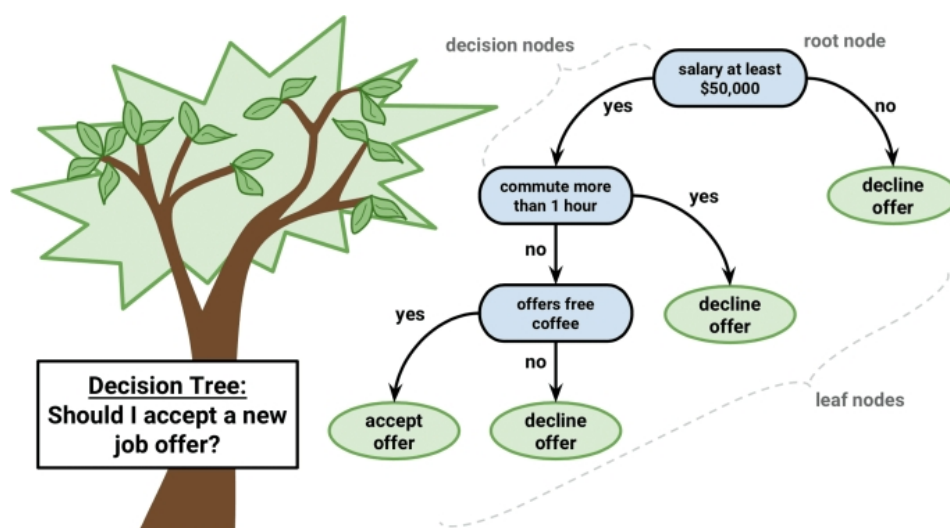 decision nodes
root node
salary at least
$50,000
yes
no
commute more
than 1 hour
yes
decline
offer
no
offers free
coffee
decline
offer
yes
no
accept
offer
decline
offer
leaf nodes
Decision Tree:
Should I accept a new
job offer?